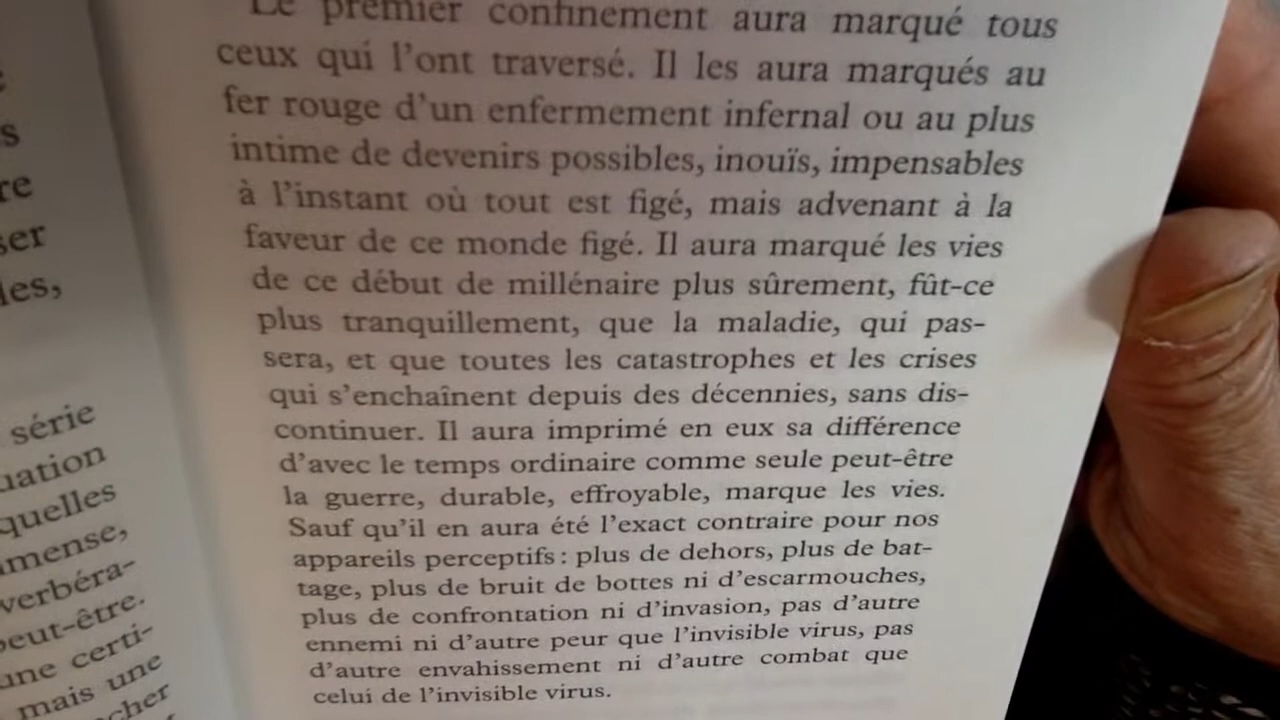 s
re
ser
les,
série
uation
quelles
mmense,
verbéra-
peut-être.
une certi-
mais une
cher
Le premier confinement aura marqué tous
ceux qui l'ont traversé. Il les aura marqués au
fer rouge d'un enfermement infernal ou au plus
intime de devenirs possibles, inouïs, impensables
à l'instant où tout est figé, mais advenant à la
faveur de ce monde figé. Il aura marqué les vies
de ce début de millénaire plus sûrement, fût-ce
plus tranquillement, que la maladie, qui pas-
sera, et que toutes les catastrophes et les crises
qui s'enchaînent depuis des décennies, sans dis-
continuer. Il aura imprimé en eux sa différence
d'avec le temps ordinaire comme seule peut-être
la guerre, durable, effroyable, marque les vies.
Sauf qu'il en aura été l'exact contraire pour nos
appareils perceptifs : plus de dehors, plus de bat-
tage, plus de bruit de bottes ni d'escarmouches,
plus de confrontation ni d'invasion, pas d'autre
ennemi ni d'autre peur que l'invisible virus, pas
d'autre envahissement ni d'autre combat que
celui de l'invisible virus.